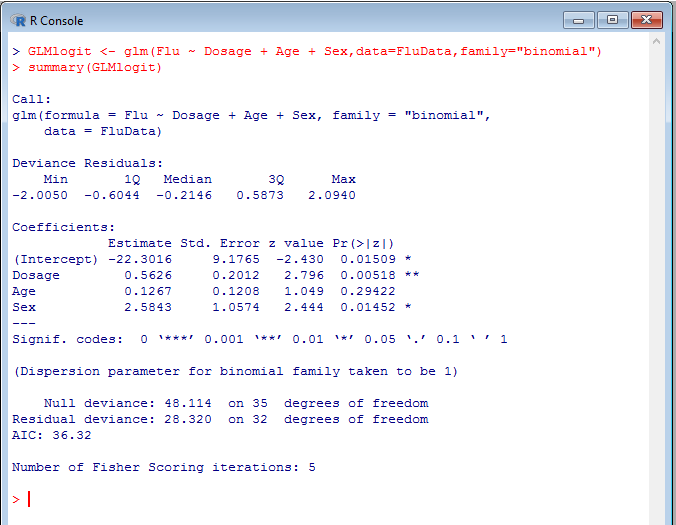 R Console
> GLMlogit <- glm(Flu ~ Dosage + Age + Sex,data=FluData,family="binomial")
> summary(GLMlogit)
Call:
glm(formula = Flu ~ Dosage + Age + Sex, family = "binomial",
    data = FluData)
Deviance Residuals:
    Min       1Q   Median       3Q      Max
-2.0050  -0.6044  -0.2146   0.5873   2.0940
Coefficients:
            Estimate Std. Error z value Pr(>|z|)
(Intercept) -22.3016     9.1765  -2.430  0.01509 *
Dosage        0.5626     0.2012   2.796  0.00518 **
Age           0.1267     0.1208   1.049  0.29422
Sex           2.5843     1.0574   2.444  0.01452 *
---
Signif. codes:  0 ‘***’ 0.001 ‘**’ 0.01 ‘*’ 0.05 ‘.’ 0.1 ‘ ’ 1
(Dispersion parameter for binomial family taken to be 1)
    Null deviance: 48.114  on 35  degrees of freedom
Residual deviance: 28.320  on 32  degrees of freedom
AIC: 36.32
Number of Fisher Scoring iterations: 5
>